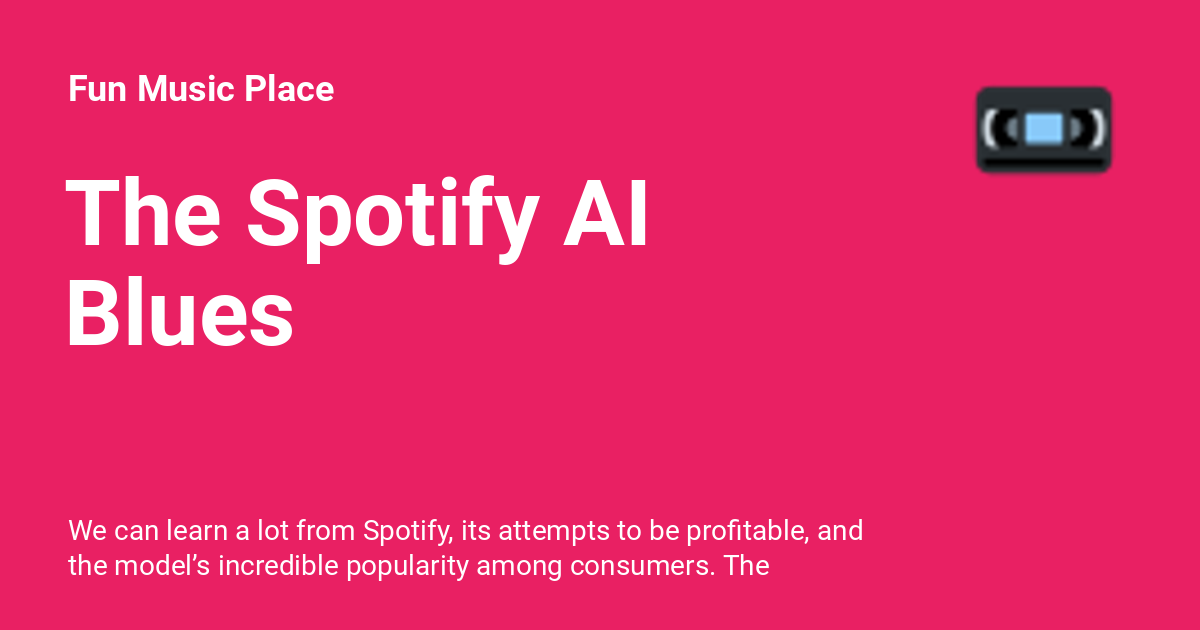 Fun Music Place
The Spotify AI
Blues
We can learn a lot from Spotify, its attempts to be profitable, and
the model’s incredible popularity among consumers. The